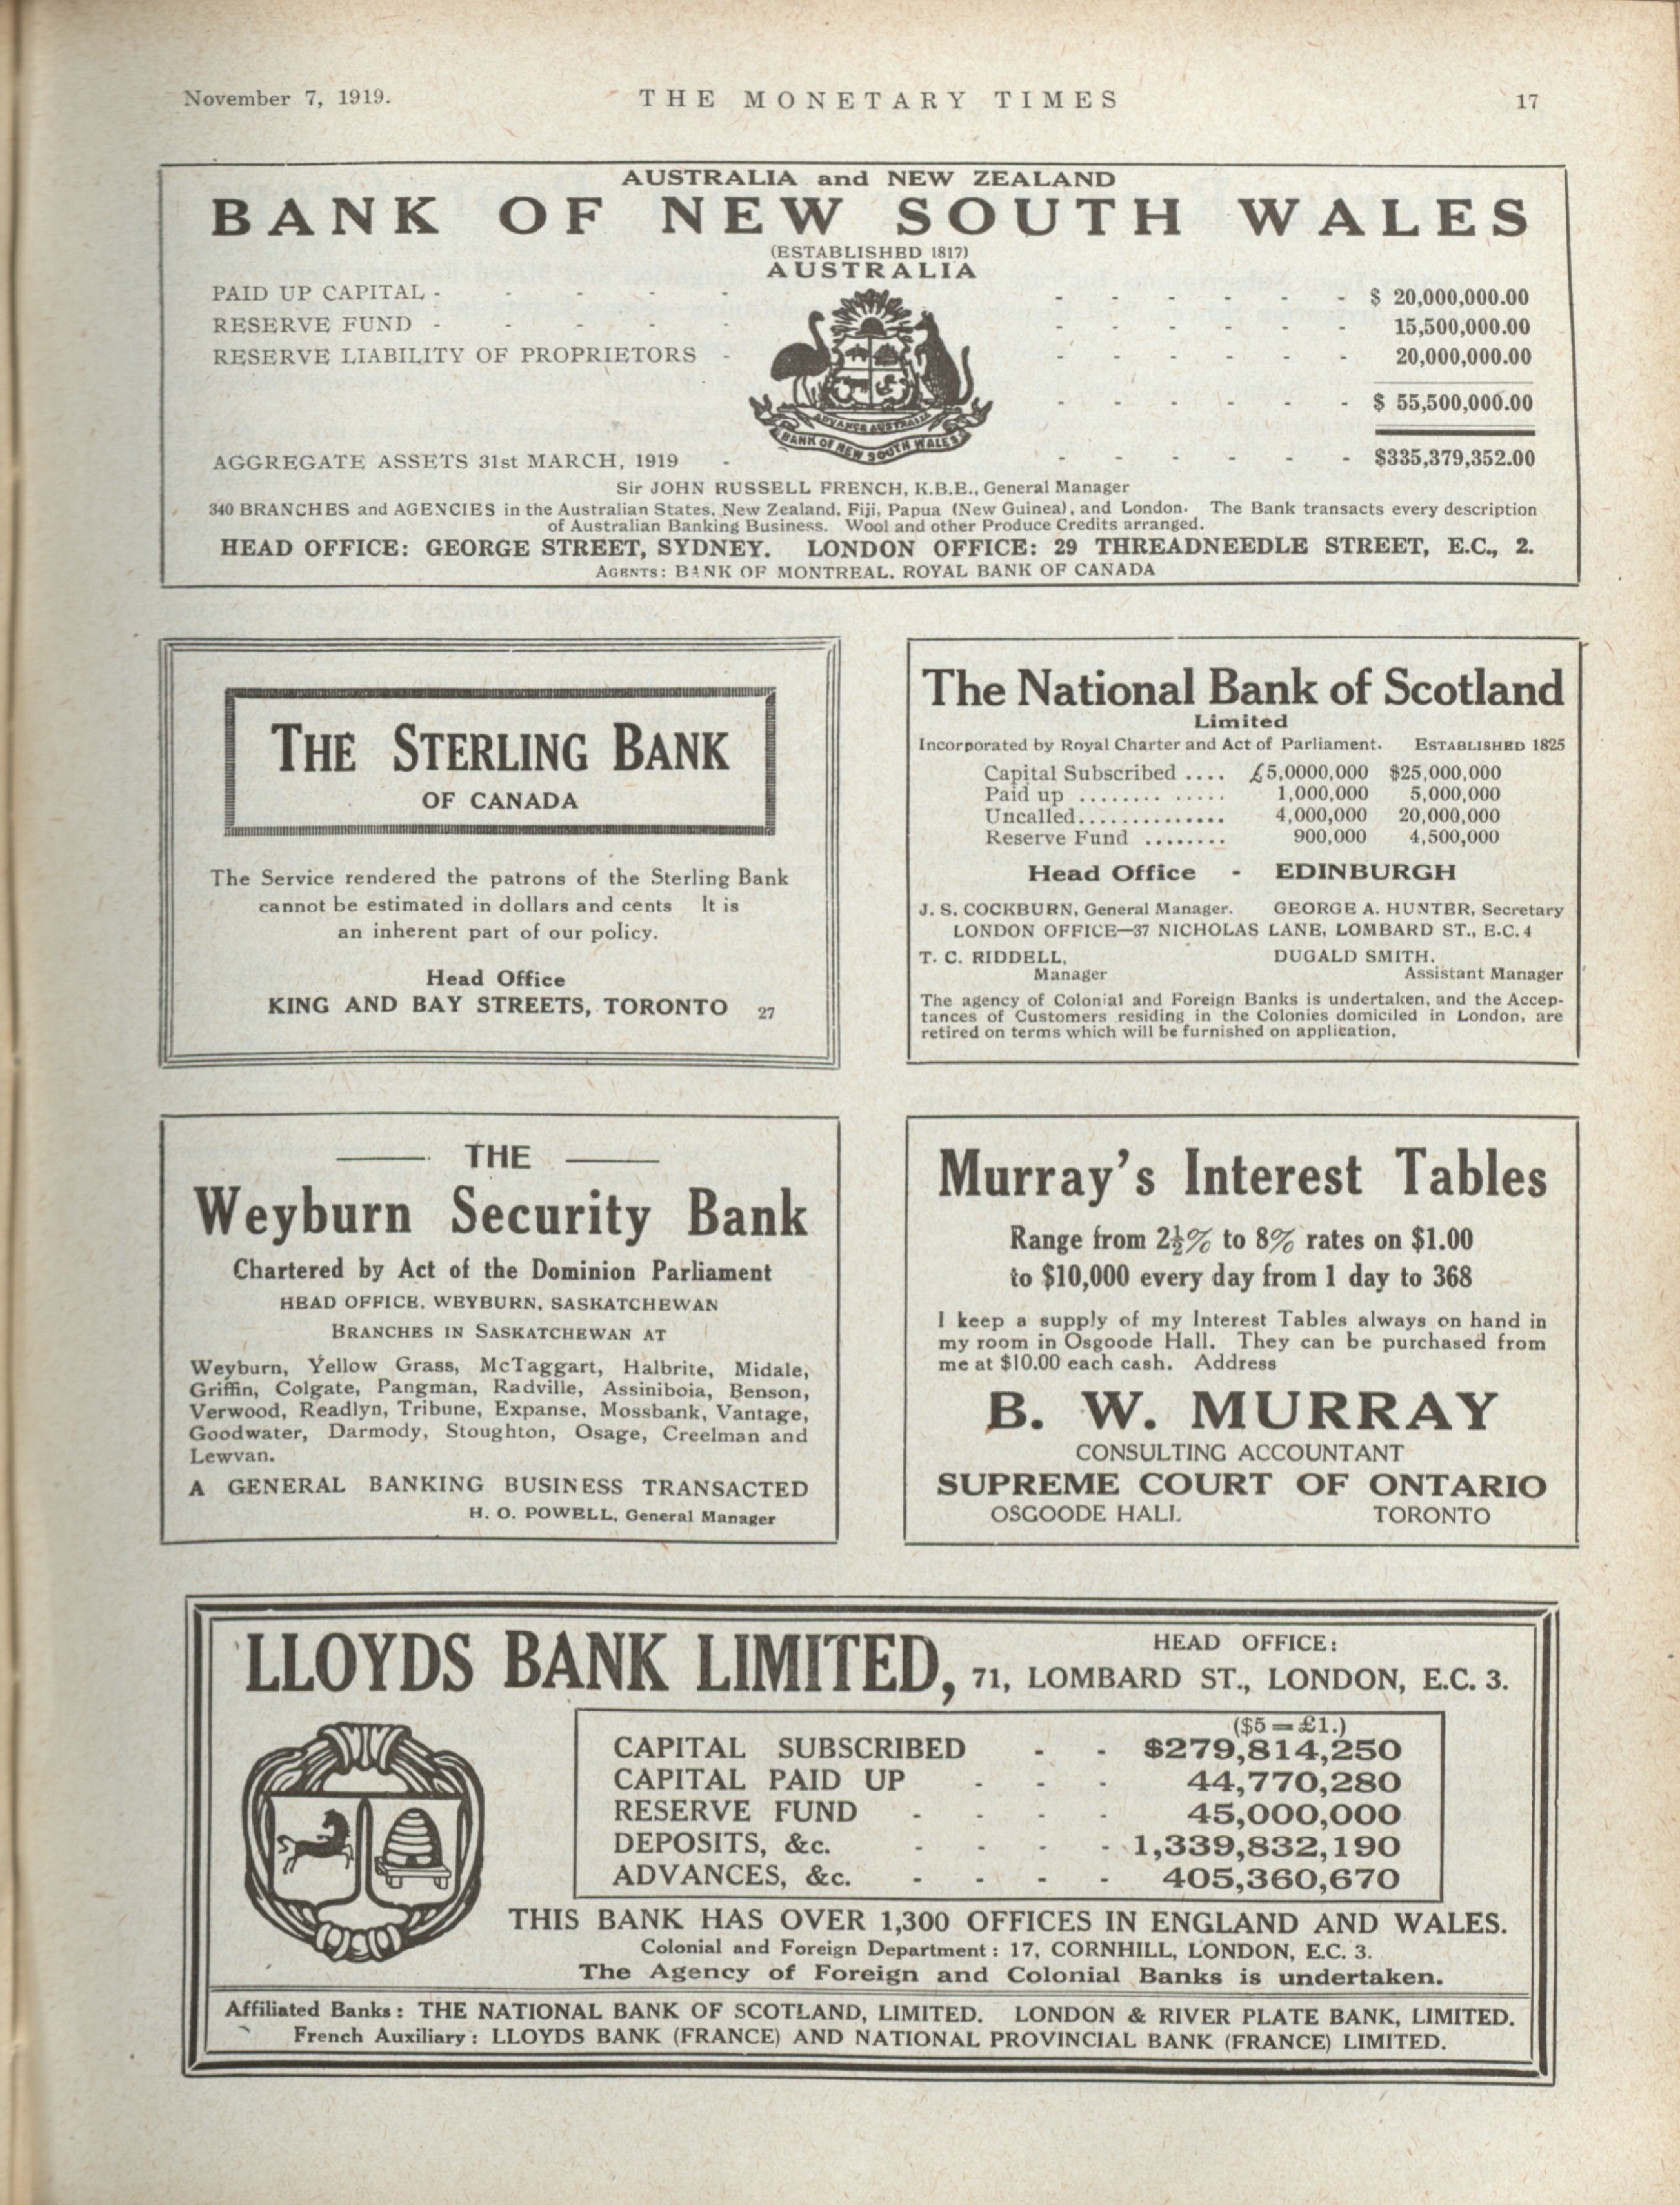 November 7, 1919.
THE MONETARY TIMES
17
AUSTRALIA and NEW ZEALAND
BANK OF NEW SOUTH WALES
(ESTABLISHED 1817)
AUSTRALIA
PAID UP CAPITAL - - - - - - - - - - - $ 20,000,000.00
RESERVE FUND - - - - - - - - - - - 15,500,000.00
RESERVE LIABILITY OF PROPRIETORS - - - - - - - 20,000,000.00
- - - - - - $ 55,500,000.00
ADVANCE AUSTRALIA
BANK OF NEW SOUTH WALES
AGGREGATE ASSETS 31st MARCH, 1919 - - - - - - - $335,379,352.00
Sir JOHN RUSSELL FRENCH, K.B.E., General Manager
340 BRANCHES and AGENCIES in the Australian States, New Zealand, Fiji, Papua (New Guinea), and London. The Bank transacts every description
of Australian Banking Business. Wool and other Produce Credits arranged.
HEAD OFFICE: GEORGE STREET, SYDNEY. LONDON OFFICE: 29 THREADNEEDLE STREET, E.C., 2.
AGENTS: BANK OF MONTREAL, ROYAL BANK OF CANADA
THE STERLING BANK
OF CANADA
The Service rendered the patrons of the Sterling Bank
cannot be estimated in dollars and cents It is
an inherent part of our policy.
Head Office
KING AND BAY STREETS, TORONTO 27
The National Bank of Scotland
Limited
Incorporated by Royal Charter and Act of Parliament. ESTABLISHED 1825
Capital Subscribed .... £5,0000,000 $25,000,000
Paid up ........ ..... 1,000,000 5,000,000
Uncalled.............. 4,000,000 20,000,000
Reserve Fund ........ 900,000 4,500,000
Head Office - EDINBURGH
J. S. COCKBURN, General Manager. GEORGE A. HUNTER, Secretary
LONDON OFFICE—37 NICHOLAS LANE, LOMBARD ST., E.C. 4
T. C. RIDDELL, DUGALD SMITH.
Manager Assistant Manager
The agency of Colonial and Foreign Banks is undertaken, and the Accep-
tances of Customers residing in the Colonies domiciled in London, are
retired on terms which will be furnished on application.
THE
Weyburn Security Bank
Chartered by Act of the Dominion Parliament
HEAD OFFICE, WEYBURN, SASKATCHEWAN
BRANCHES IN SASKATCHEWAN AT
Weyburn, Yellow Grass, McTaggart, Halbrite, Midale,
Griffin, Colgate, Pangman, Radville, Assiniboia, Benson,
Verwood, Readlyn, Tribune, Expanse, Mossbank, Vantage,
Goodwater, Darmody, Stoughton, Osage, Creelman and
Lewvan.
A GENERAL BANKING BUSINESS TRANSACTED
H. O. POWELL, General Manager
Murray's Interest Tables
Range from 2½% to 8% rates on $1.00
to $10,000 every day from 1 day to 368
I keep a supply of my Interest Tables always on hand in
my room in Osgoode Hall. They can be purchased from
me at $10.00 each cash. Address
B. W. MURRAY
CONSULTING ACCOUNTANT
SUPREME COURT OF ONTARIO
OSGOODE HALL TORONTO
LLOYDS BANK LIMITED,
HEAD OFFICE:
71, LOMBARD ST., LONDON, E.C. 3.
($5 = £1.)
CAPITAL SUBSCRIBED - - $279,814,250
CAPITAL PAID UP - - - 44,770,280
RESERVE FUND - - - - 45,000,000
DEPOSITS, &c. - - - - 1,339,832,190
ADVANCES, &c. - - - - 405,360,670
THIS BANK HAS OVER 1,300 OFFICES IN ENGLAND AND WALES.
Colonial and Foreign Department : 17, CORNHILL, LONDON, E.C. 3.
The Agency of Foreign and Colonial Banks is undertaken.
Affiliated Banks : THE NATIONAL BANK OF SCOTLAND, LIMITED. LONDON & RIVER PLATE BANK, LIMITED.
French Auxiliary : LLOYDS BANK (FRANCE) AND NATIONAL PROVINCIAL BANK (FRANCE) LIMITED.